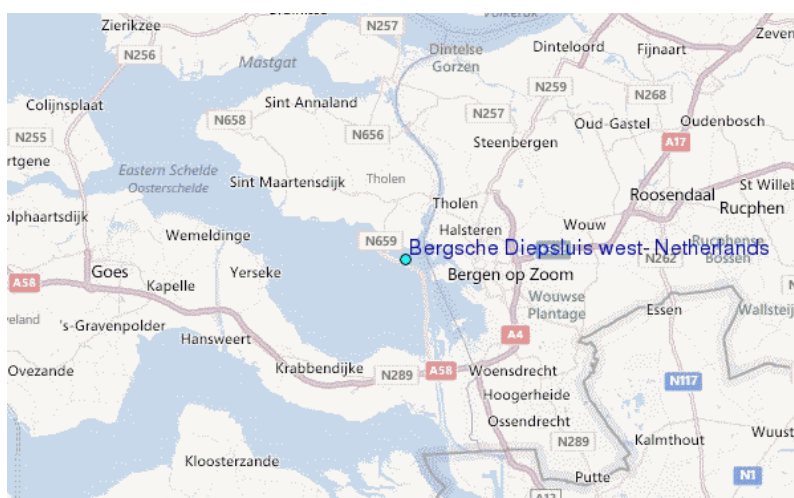 Zierikzee
N257
N256
Mastgat
Dintelse
Gorzen
Dinteloord
Fijnaart
Colijnsplaat
Sint Annaland
N259
N268
N658
N257
N255
N656
Steenbergen
Oud-Gastel
Oudenbosch
A17
Eastern Schelde
Oosterschelde
Sint Maartensdijk
Tholen
Tholen
Roosendaal
Rucphen
Wemeldinge
Halsteren
Wouw
N659
Bergsche Diepsluis west- Netherlands
Goes
Yerseke
Bergen op Zoom
N262
A58
Kapelle
Wouwse
Plantage
Essen
's-Gravenpolder
Hansweert
A4
Ovezande
Krabbendijke
N289
A58
Woensdrecht
N117
Hoogerheide
Ossendrecht
N289
Kalmthout
Kloosterzande
Putte
N1